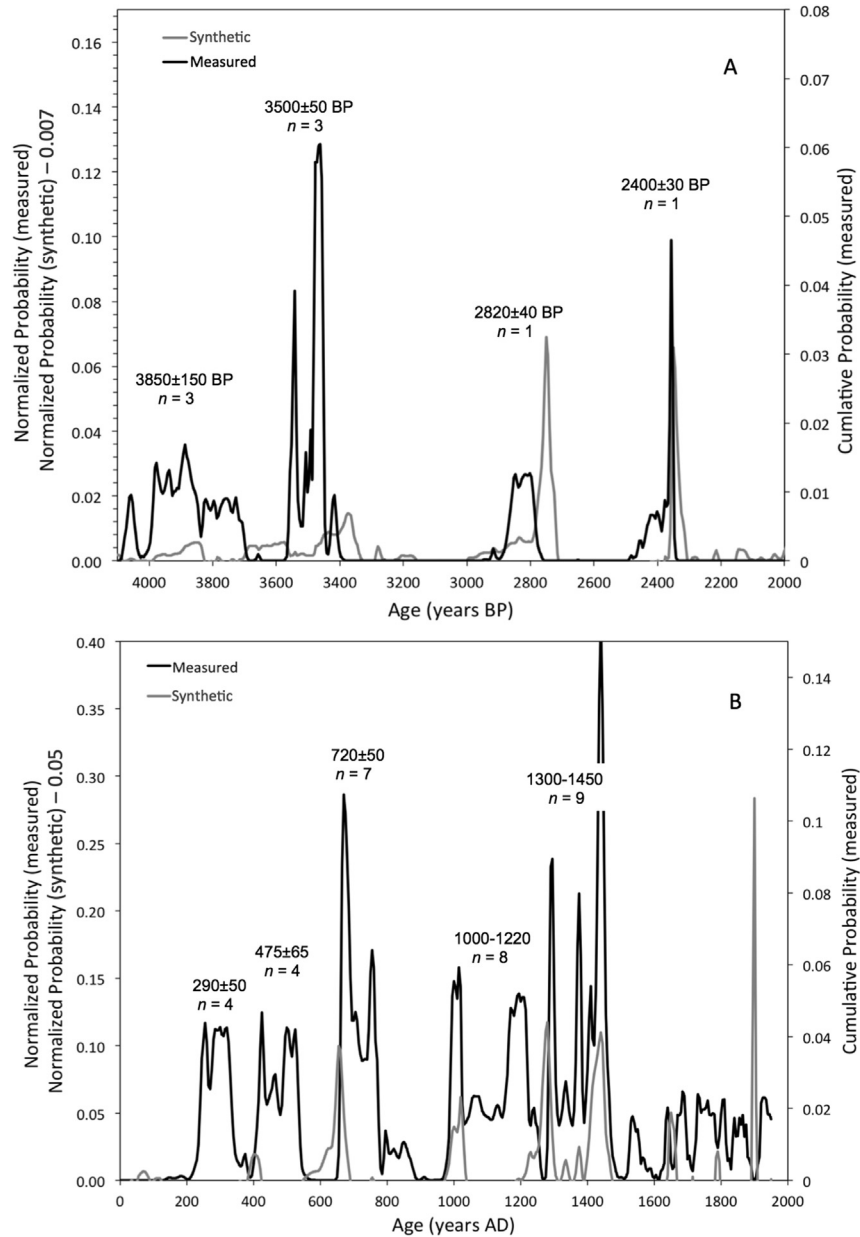 Synthetic
Measured
A
3500±50 BP
n = 3
2400±30 BP
n = 1
2820±40 BP
n = 1
3850±150 BP
n = 3
Normalized Probability (measured)
Normalized Probability (synthetic) – 0.007
0.16
0.14
0.12
0.10
0.08
0.06
0.04
0.02
0.00
0.08
0.07
0.06
0.05
0.04
0.03
0.02
0.01
0
Cumlative Probability (measured)
4000 3800 3600 3400 3200 3000 2800 2600 2400 2200 2000
Age (years BP)
Measured
Synthetic
B
720±50
n = 7
1300-1450
n = 9
475±65
n = 4
1000-1220
n = 8
290±50
n = 4
Normalized Probability (measured)
Normalized Probability (synthetic) – 0.05
0.40
0.35
0.30
0.25
0.20
0.15
0.10
0.05
0.00
0.14
0.12
0.1
0.08
0.06
0.04
0.02
0
Cumulative Probability (measured)
0 200 400 600 800 1000 1200 1400 1600 1800 2000
Age (years AD)